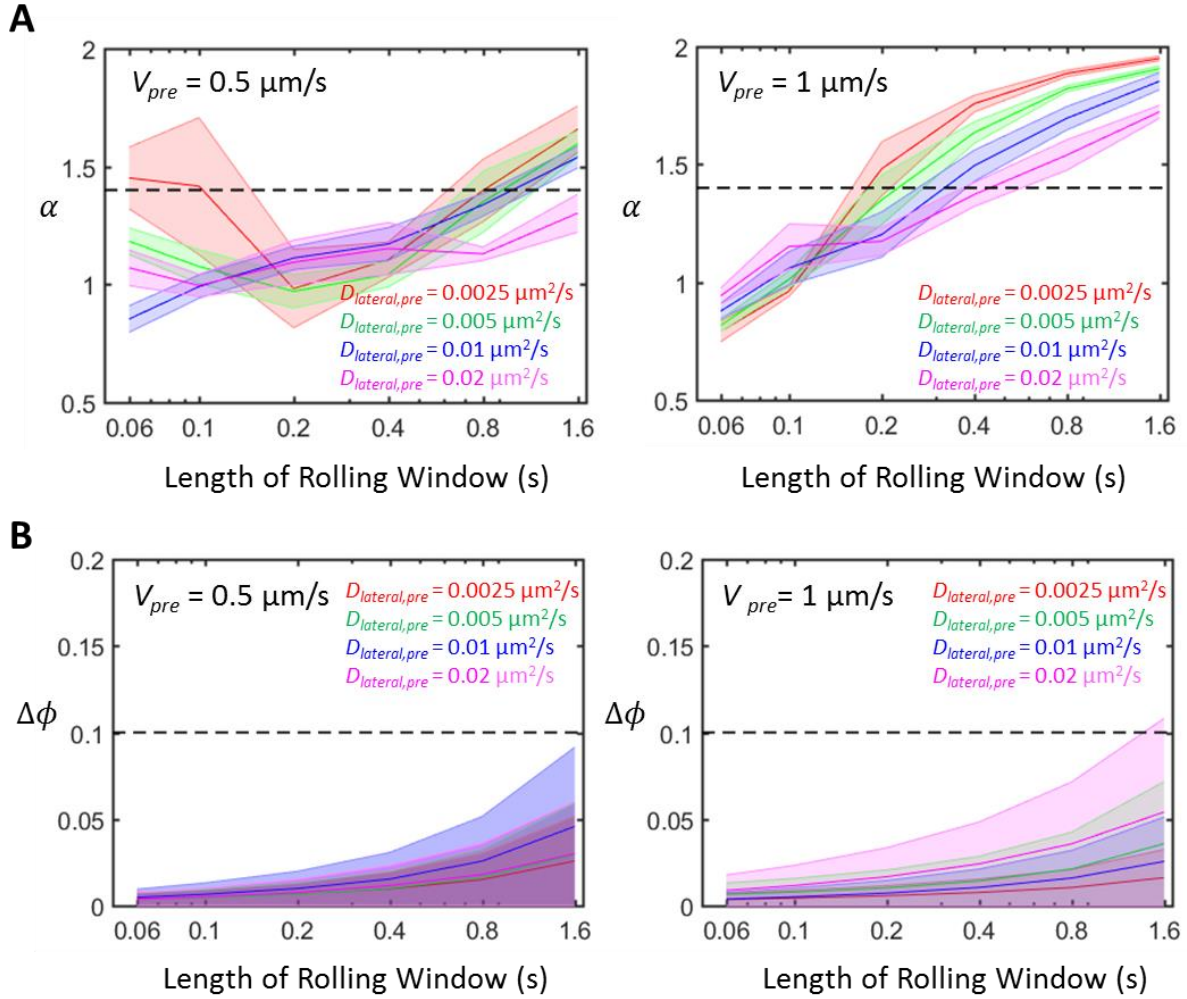 A
V_pre = 0.5 μm/s
2
1.5
1
0.5
α
D_lateral,pre = 0.0025 μm²/s
D_lateral,pre = 0.005 μm²/s
D_lateral,pre = 0.01 μm²/s
D_lateral,pre = 0.02 μm²/s
0.06 0.1 0.2 0.4 0.8 1.6
Length of Rolling Window (s)
V_pre = 1 μm/s
2
1.5
1
0.5
α
D_lateral,pre = 0.0025 μm²/s
D_lateral,pre = 0.005 μm²/s
D_lateral,pre = 0.01 μm²/s
D_lateral,pre = 0.02 μm²/s
0.06 0.1 0.2 0.4 0.8 1.6
Length of Rolling Window (s)
B
V_pre = 0.5 μm/s
D_lateral,pre = 0.0025 μm²/s
D_lateral,pre = 0.005 μm²/s
D_lateral,pre = 0.01 μm²/s
D_lateral,pre = 0.02 μm²/s
0.2
0.15
0.1
0.05
0
Δϕ
0.06 0.1 0.2 0.4 0.8 1.6
Length of Rolling Window (s)
V pre= 1 μm/s
D_lateral,pre = 0.0025 μm²/s
D_lateral,pre = 0.005 μm²/s
D_lateral,pre = 0.01 μm²/s
D_lateral,pre = 0.02 μm²/s
0.2
0.15
0.1
0.05
0
Δϕ
0.06 0.1 0.2 0.4 0.8 1.6
Length of Rolling Window (s)